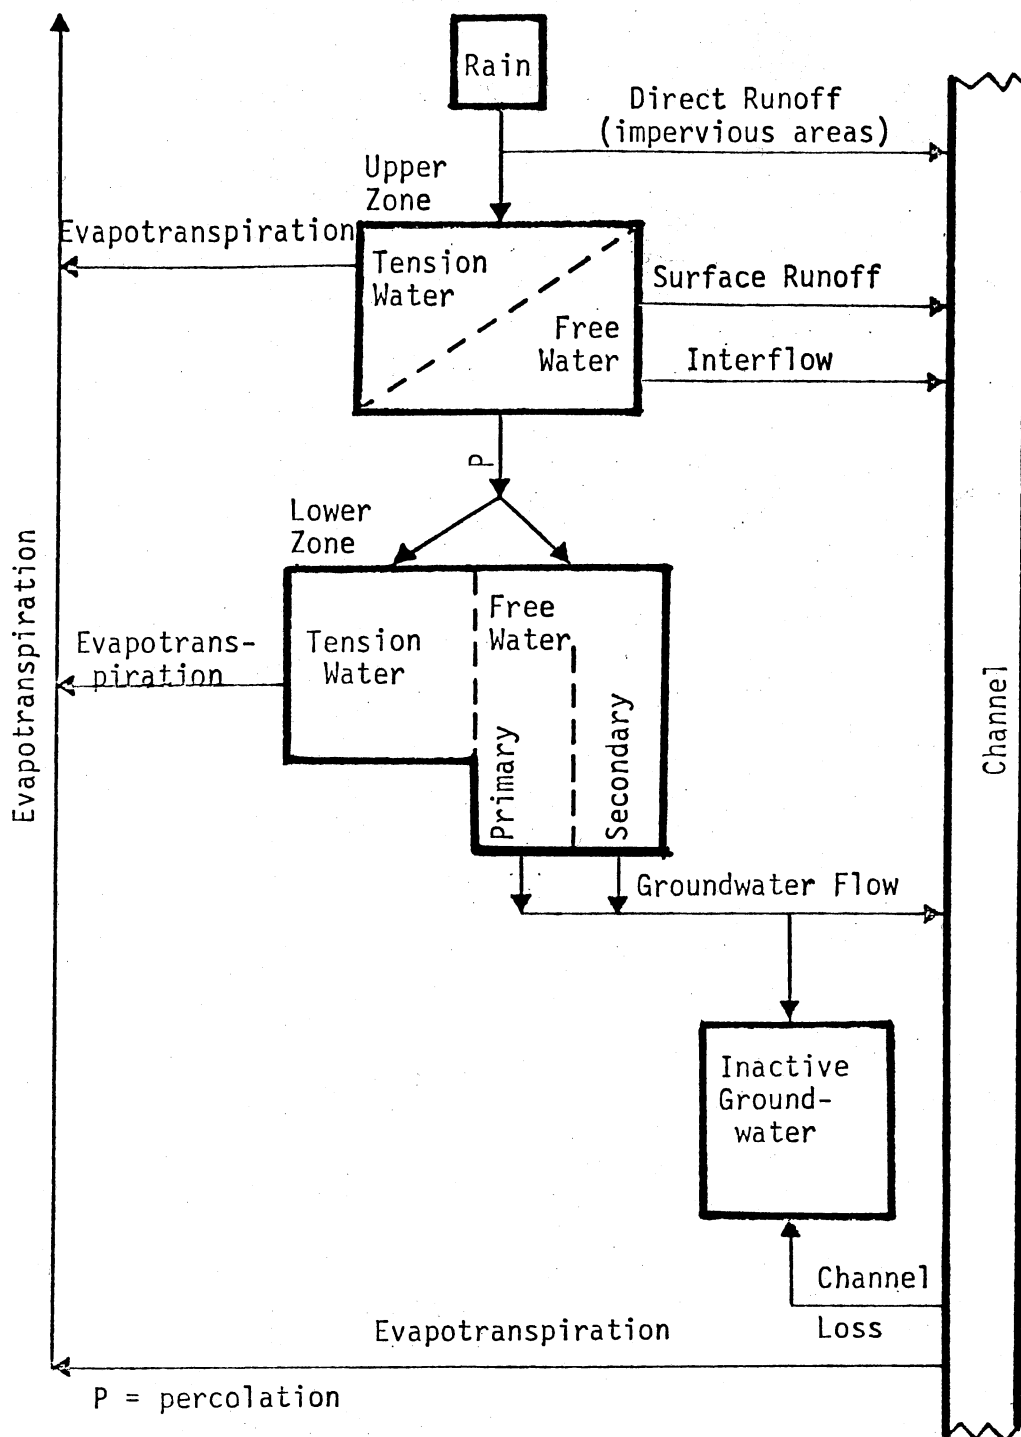 Rain
Direct Runoff
(impervious areas)
Upper
Zone
Evapotranspiration
Tension
Water
Surface Runoff
Free
Water
Interflow
P
Lower
Zone
Evapotranspiration
Free
Water
Evapotrans-
piration
Tension
Water
Primary
Secondary
Channel
Groundwater Flow
Inactive
Ground-
water
Channel
Loss
Evapotranspiration
P = percolation